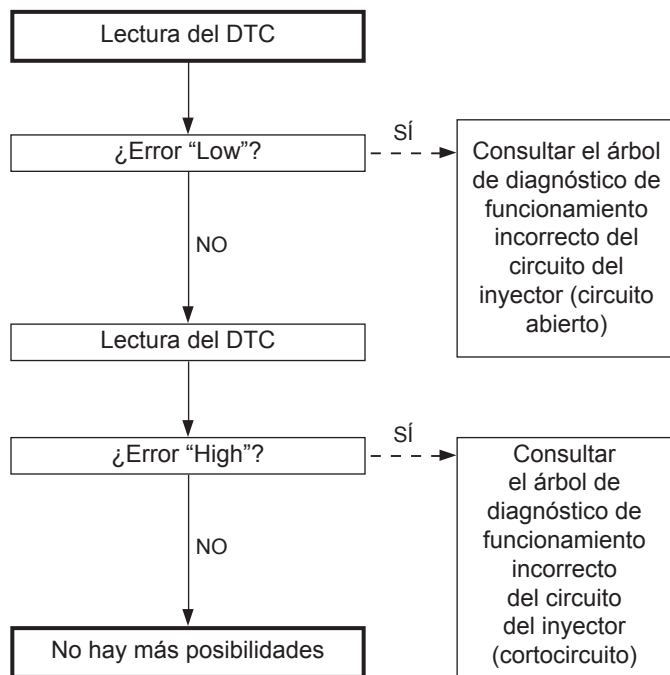 Lectura del DTC
¿Error “Low”?
SÍ
Consultar el árbol
de diagnóstico de
funcionamiento
incorrecto del
circuito del
inyector (circuito
abierto)
NO
Lectura del DTC
¿Error “High”?
SÍ
Consultar
el árbol de
diagnóstico de
funcionamiento
incorrecto
del circuito
del inyector
(cortocircuito)
NO
No hay más posibilidades